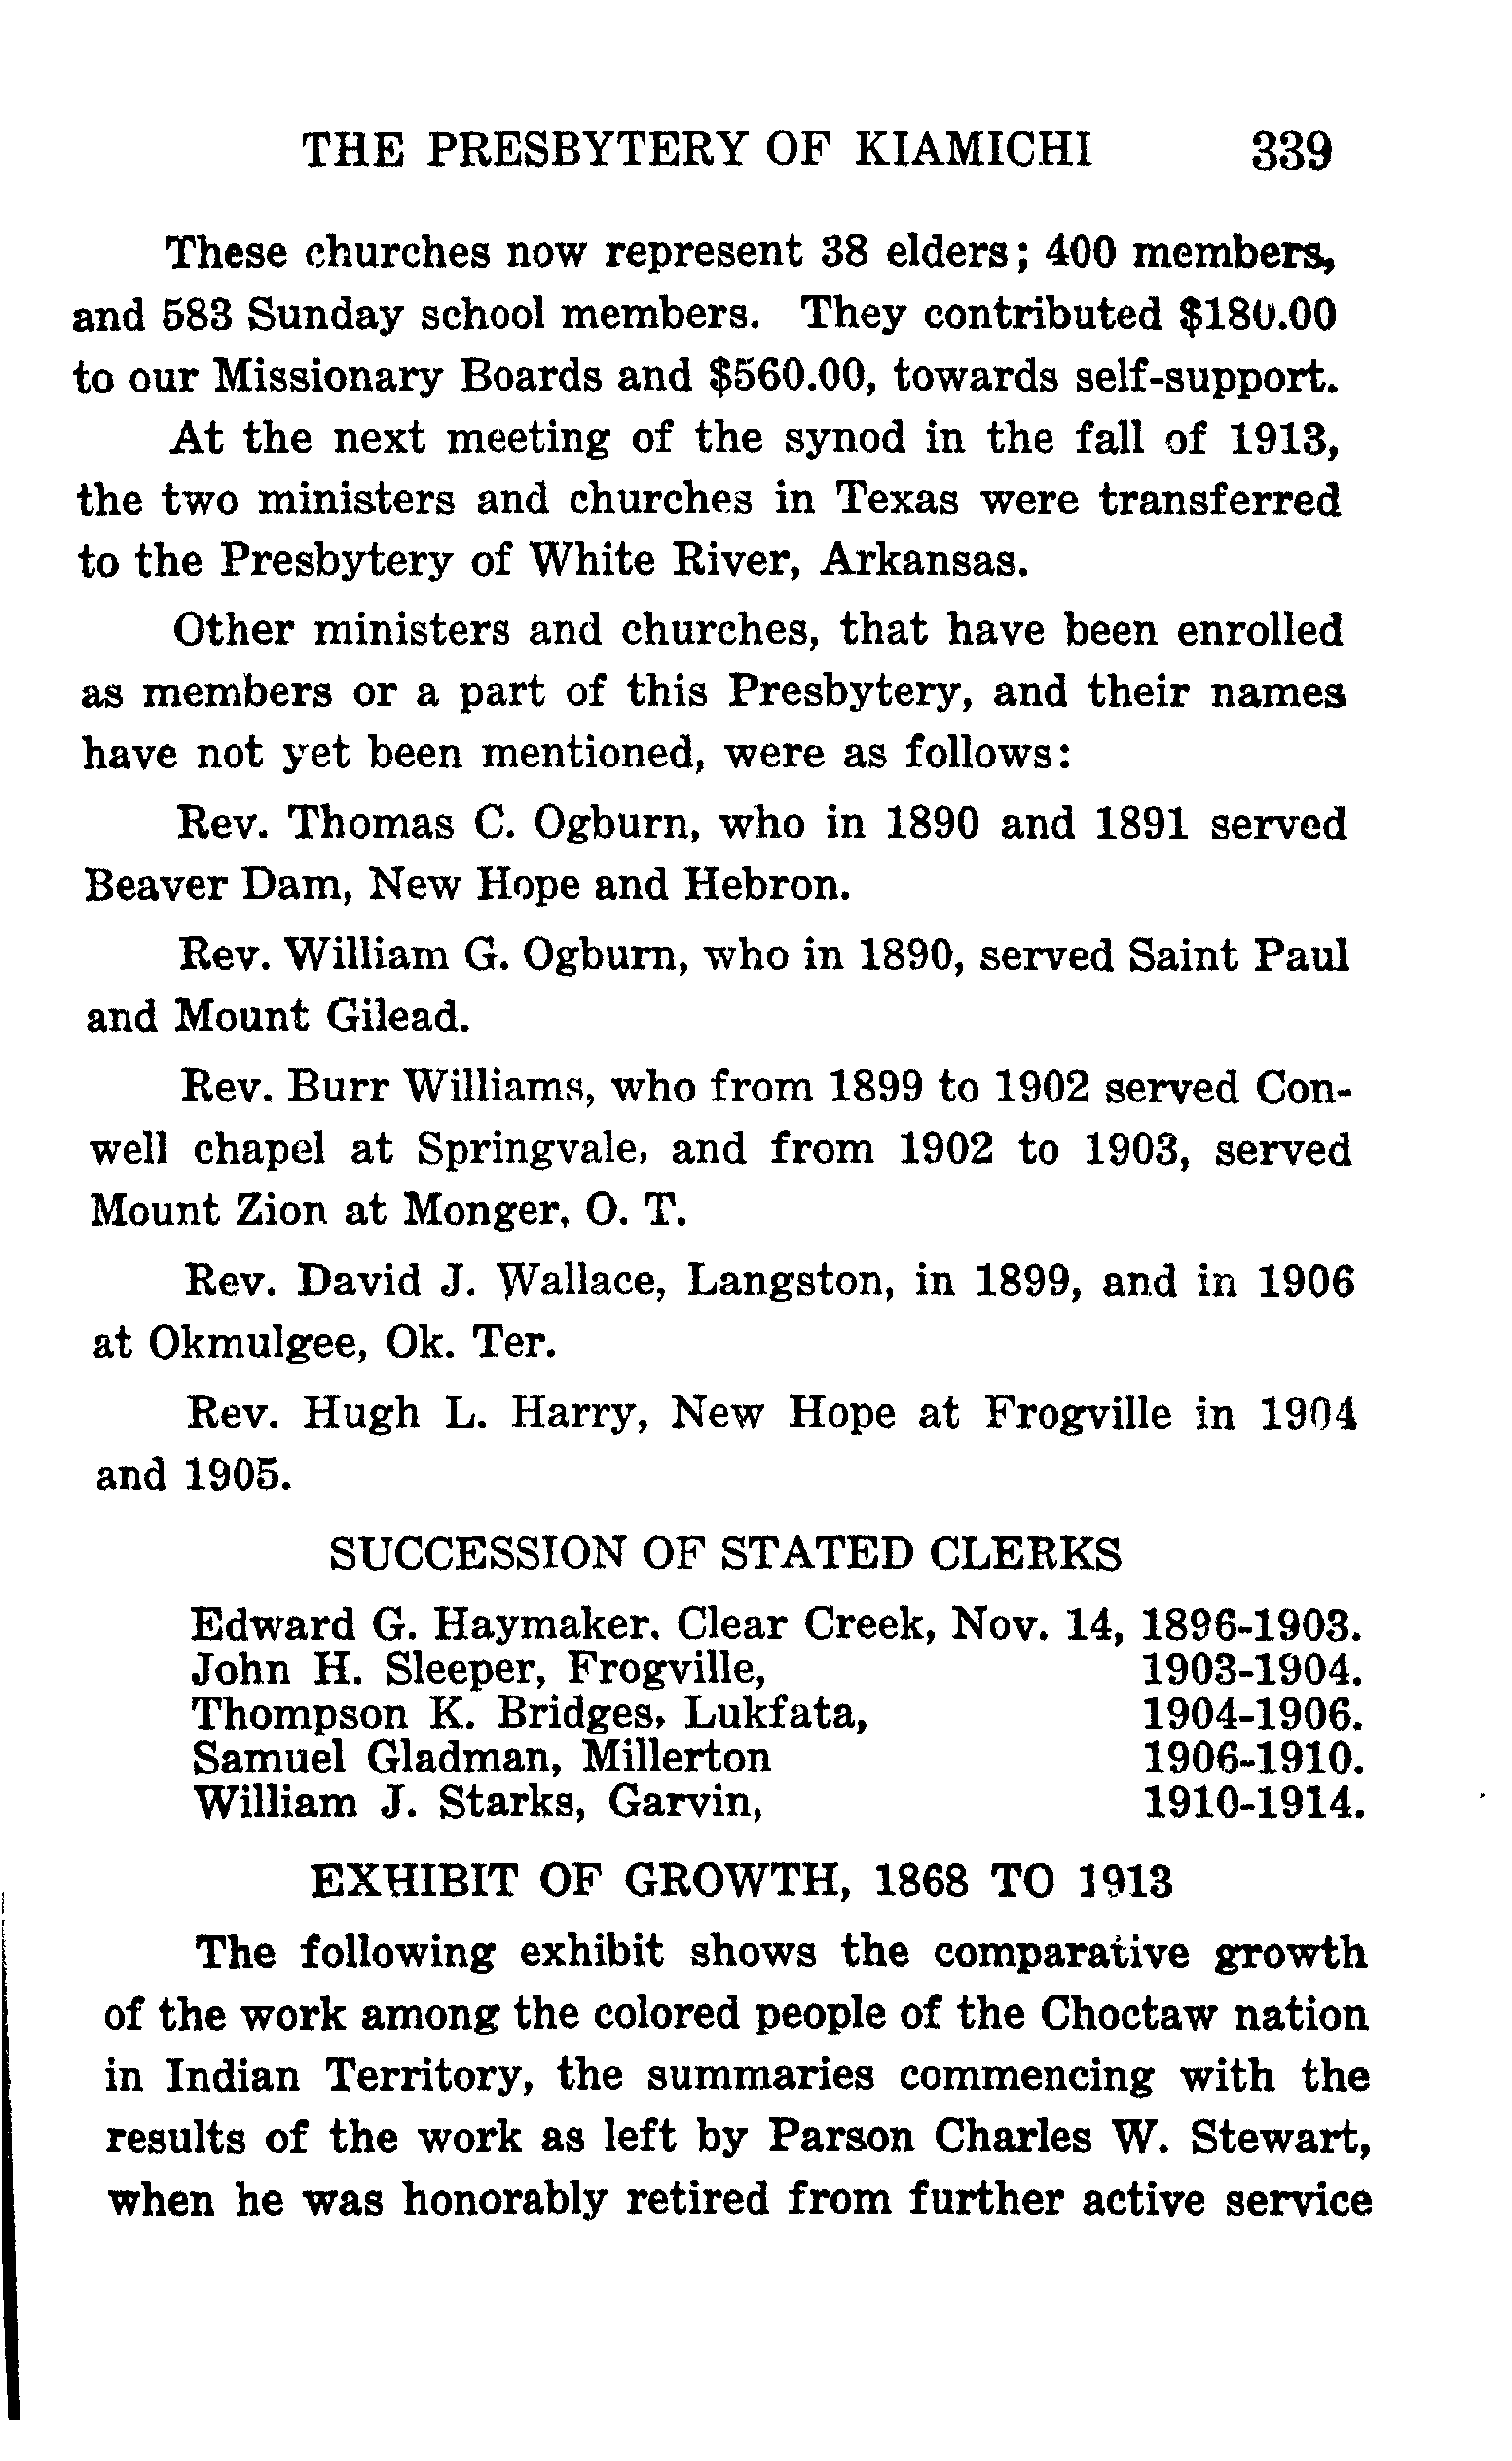 THE PRESBYTERY OF KIAMICHI 339
These churches now represent 38 elders; 400 members,
and 583 Sunday school members. They contributed $180.00
to our Missionary Boards and $560.00, towards self-support.
At the next meeting of the synod in the fall of 1913,
the two ministers and churches in Texas were transferred
to the Presbytery of White River, Arkansas.
Other ministers and churches, that have been enrolled
as members or a part of this Presbytery, and their names
have not yet been mentioned, were as follows:
Rev. Thomas C. Ogburn, who in 1890 and 1891 served
Beaver Dam, New Hope and Hebron.
Rev. William G. Ogburn, who in 1890, served Saint Paul
and Mount Gilead.
Rev. Burr Williams, who from 1899 to 1902 served Con-
well chapel at Springvale, and from 1902 to 1903, served
Mount Zion at Monger, O. T.
Rev. David J. Wallace, Langston, in 1899, and in 1906
at Okmulgee, Ok. Ter.
Rev. Hugh L. Harry, New Hope at Frogville in 1904
and 1905.
SUCCESSION OF STATED CLERKS
Edward G. Haymaker. Clear Creek, Nov. 14, 1896-1903.
John H. Sleeper, Frogville, 1903-1904.
Thompson K. Bridges, Lukfata, 1904-1906.
Samuel Gladman, Millerton 1906-1910.
William J. Starks, Garvin, 1910-1914.
EXHIBIT OF GROWTH, 1868 TO 1913
The following exhibit shows the comparative growth
of the work among the colored people of the Choctaw nation
in Indian Territory, the summaries commencing with the
results of the work as left by Parson Charles W. Stewart,
when he was honorably retired from further active service